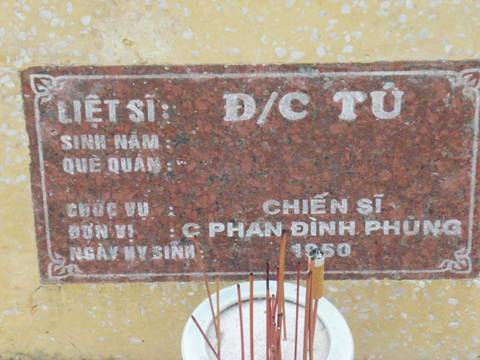 LIỆT SĨ : Đ/C TÚ
SINH NĂM :
QUÊ QUÁN :
CHỨC VỤ : CHIẾN SĨ
ĐƠN VỊ : C PHAN ĐÌNH PHÙNG
NGÀY HY SINH : 1950